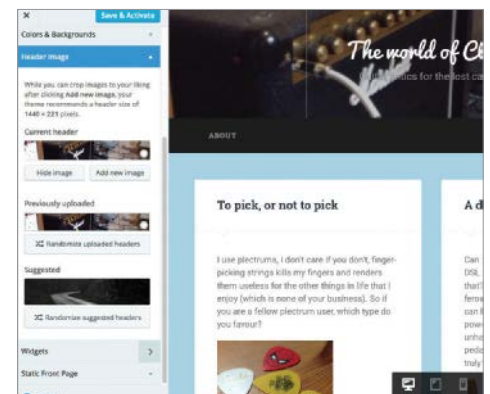 Save & Activate
Colors & Backgrounds
Header Image
While you can crop images to your liking
after clicking Add new image, your
theme recommends a header size of
1440 × 221 pixels.
Current header
Hide image
Add new image
Previously uploaded
Randomize uploaded headers
Suggested
Randomize suggested headers
Widgets
Static Front Page
The world of
for the lost
ABOUT
To pick, or not to pick
I use plectrums, I don't care if you don't, finger-
picking strings kills my fingers and renders
them useless for the other things in life that I
enjoy (which is none of your business). So if
you are a fellow plectrum user, which type do
you favour?
A d
Can
DSL
that?
fero
can l
pow
unha
peda
truly